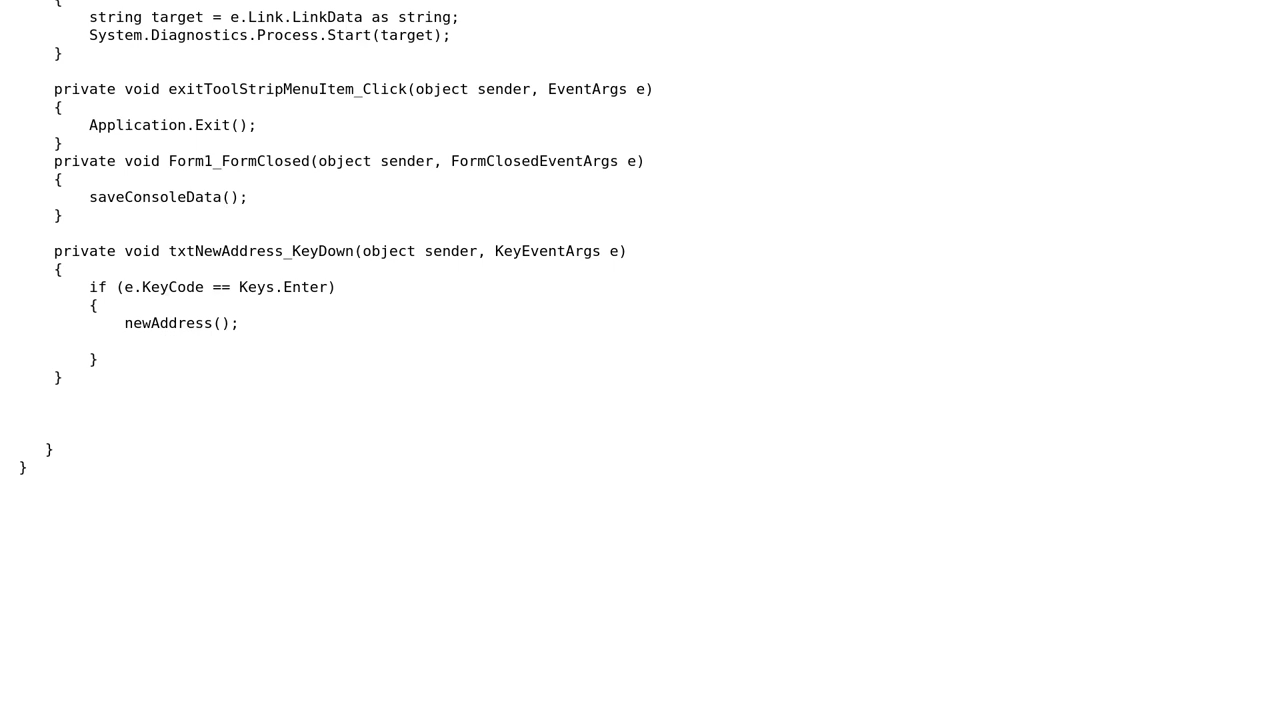 {
string target = e.Link.LinkData as string;
System.Diagnostics.Process.Start(target);
}
private void exitToolStripMenuItem_Click(object sender, EventArgs e)
{
Application.Exit();
}
private void Form1_FormClosed(object sender, FormClosedEventArgs e)
{
saveConsoleData();
}
private void txtNewAddress_KeyDown(object sender, KeyEventArgs e)
{
if (e.KeyCode == Keys.Enter)
{
newAddress();
}
}
}
}